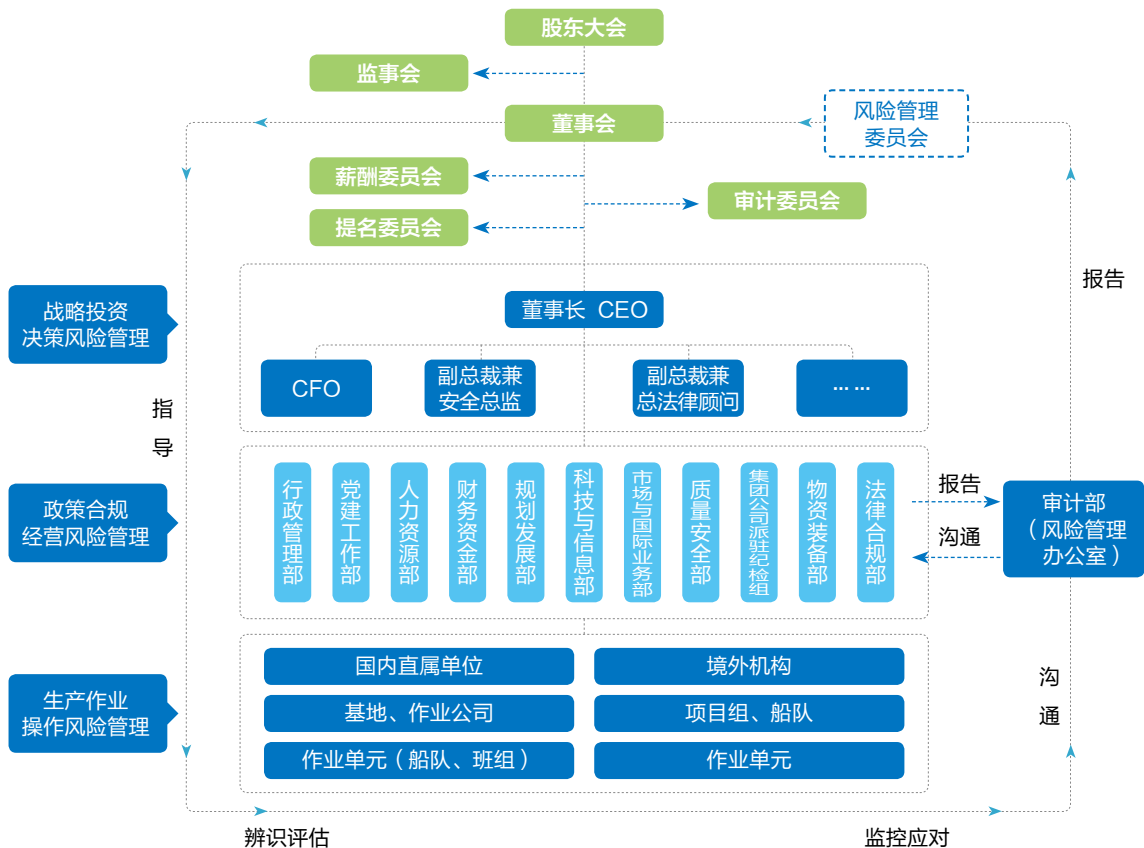 股东大会
监事会
董事会
风险管理
委员会
薪酬委员会
审计委员会
提名委员会
报告
战略投资
决策风险管理
董事长 CEO
CFO
副总裁兼
安全总监
副总裁兼
总法律顾问
... ...
指
导
政策合规
经营风险管理
行政管理部
党建工作部
人力资源部
财务资金部
规划发展部
科技与信息部
市场与国际业务部
质量安全部
集团公司派驻纪检组
物资装备部
法律合规部
报告
沟通
审计部
（风险管理
办公室）
生产作业
操作风险管理
国内直属单位
境外机构
基地、作业公司
项目组、船队
作业单元（船队、班组）
作业单元
沟
通
辨识评估
监控应对